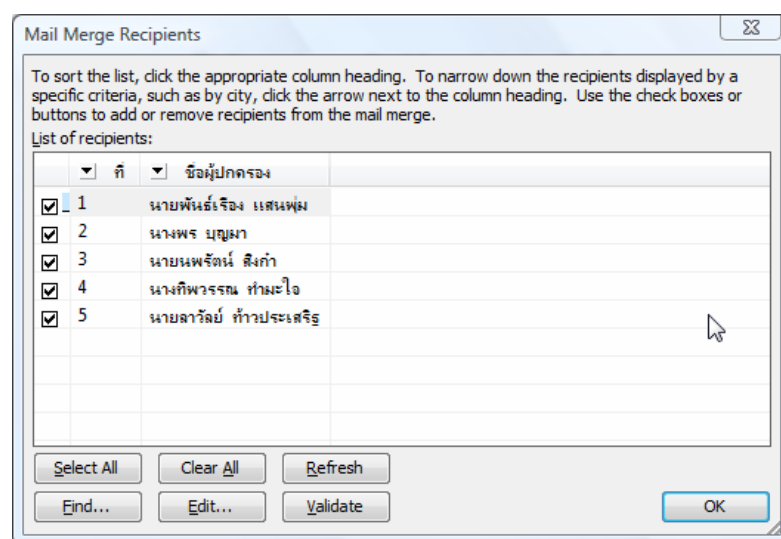 Mail Merge Recipients
To sort the list, click the appropriate column heading. To narrow down the recipients displayed by a
specific criteria, such as by city, click the arrow next to the column heading. Use the check boxes or
buttons to add or remove recipients from the mail merge.
List of recipients:
ที่ ชื่อผู้ปกครอง
1 นายพันธ์เรือง แสนพุ่ม
2 นางพร บุญมา
3 นายนพรัตน์ สิงก๋า
4 นางทิพวรรณ ทำมะใจ
5 นายลาวัลย์ ท้าวประเสริฐ
Select All Clear All Refresh
Find... Edit... Validate OK